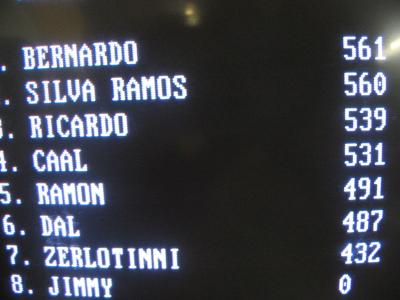 . BERNARDO 561
. SILVA RAMOS 560
3. RICARDO 539
4. CAAL 531
5. RAMON 491
6. DAL 487
7. ZERLOTINNI 432
8. JIMMY 0